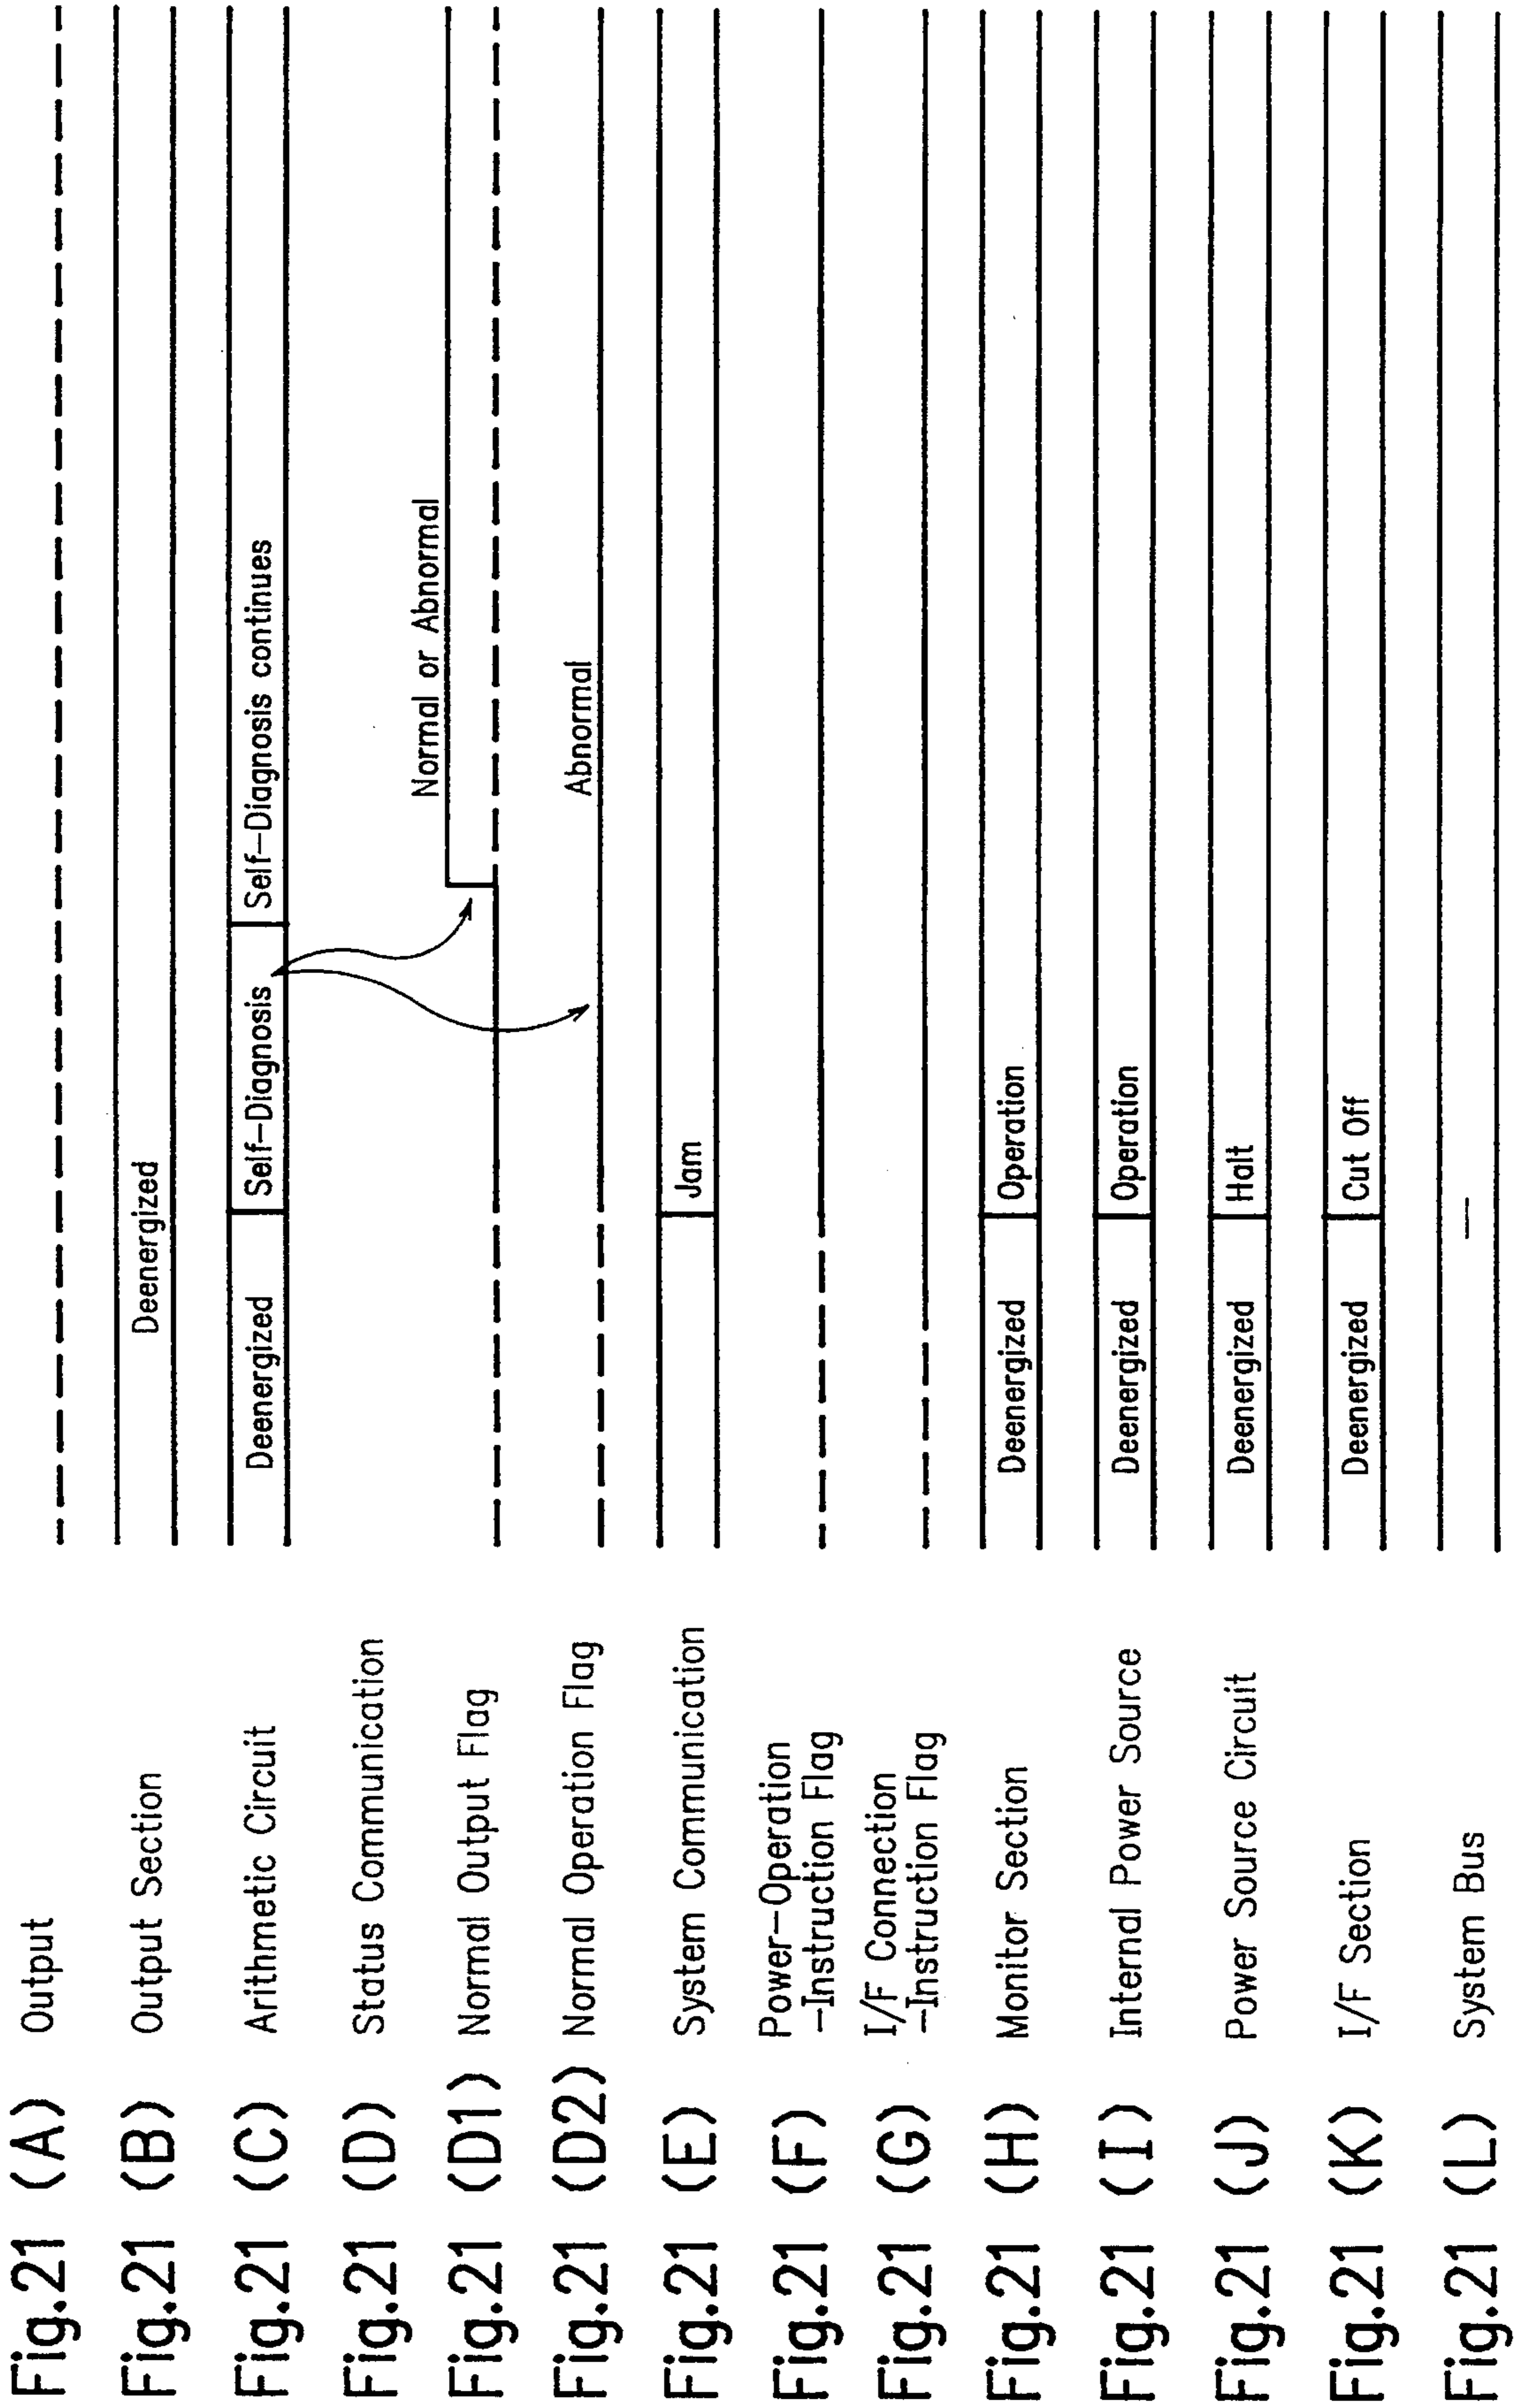 Fig.21 (A) Output
Fig.21 (B) Output Section
Deenergized
Fig.21 (C) Arithmetic Circuit
Deenergized
Self-Diagnosis
Self-Diagnosis continues
Fig.21 (D) Status Communication
Fig.21 (D1) Normal Output Flag
Normal or Abnormal
Fig.21 (D2) Normal Operation Flag
Abnormal
Fig.21 (E) System Communication
Jam
Fig.21 (F) Power-Operation
-Instruction Flag
Fig.21 (G) I/F Connection
-Instruction Flag
Fig.21 (H) Monitor Section
Deenergized
Operation
Fig.21 (I) Internal Power Source
Deenergized
Operation
Fig.21 (J) Power Source Circuit
Deenergized
Halt
Fig.21 (K) I/F Section
Deenergized
Cut Off
Fig.21 (L) System Bus
—